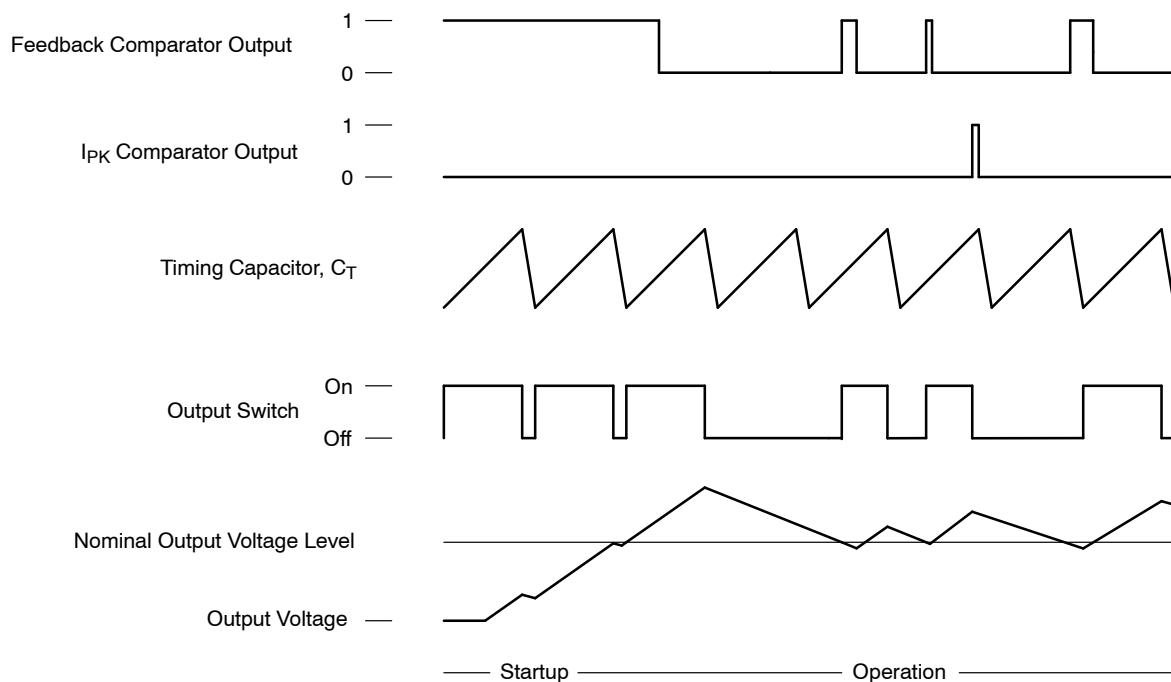 1
Feedback Comparator Output
0
1
IPK Comparator Output
0
Timing Capacitor, CT
On
Output Switch
Off
Nominal Output Voltage Level
Output Voltage
Startup
Operation